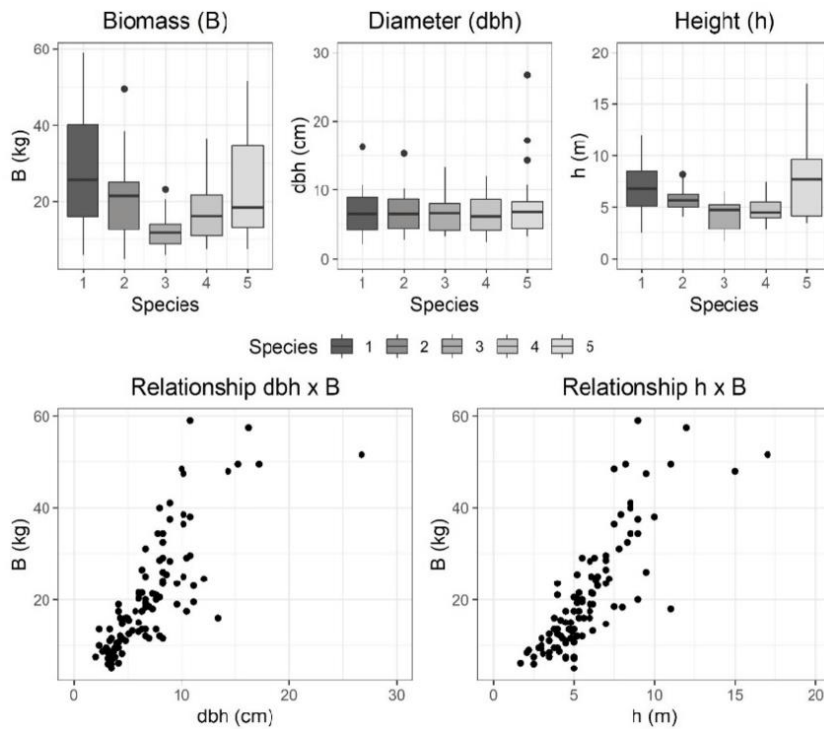 Biomass (B)
60
40
20
B (kg)
1 2 3 4 5
Species
Diameter (dbh)
30
20
10
0
dbh (cm)
1 2 3 4 5
Species
Height (h)
20
15
10
5
0
h (m)
1 2 3 4 5
Species
Species 1 2 3 4 5
Relationship dbh x B
60
40
20
B (kg)
0 10 20 30
dbh (cm)
Relationship h x B
60
40
20
B (kg)
0 5 10 15 20
h (m)